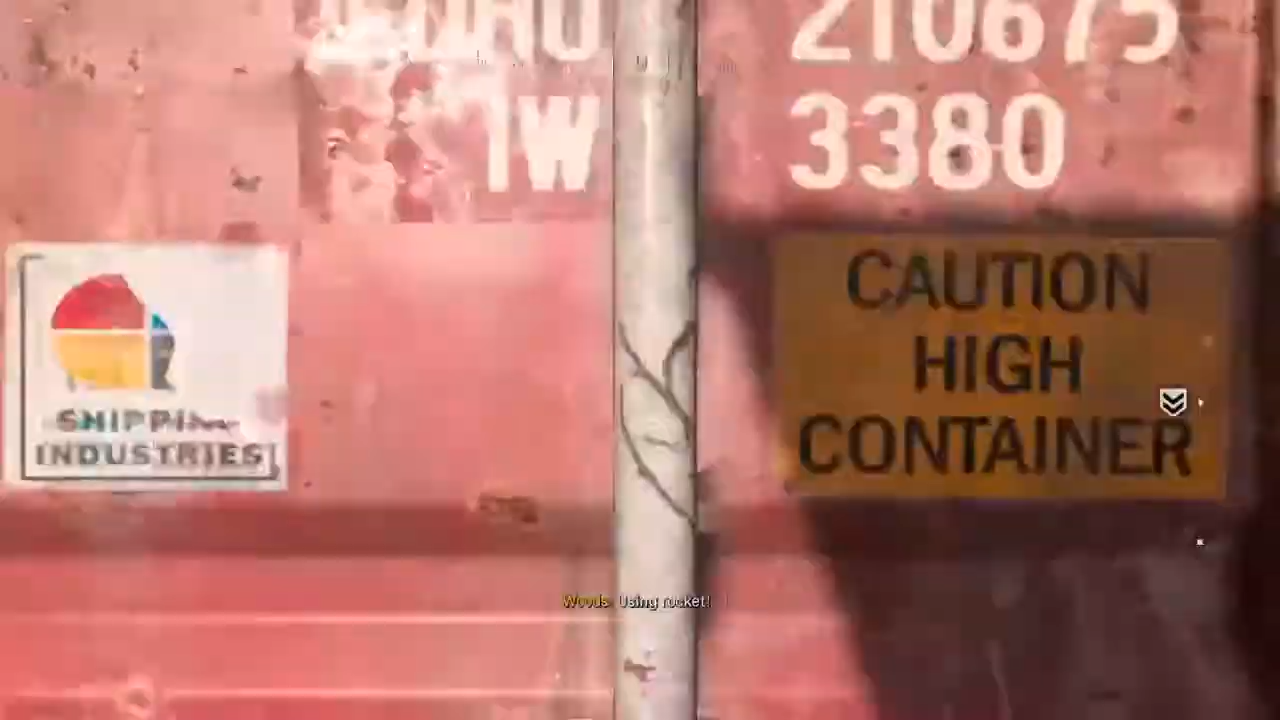 210675
1W
3380
SHIPPING
INDUSTRIES
CAUTION
HIGH
CONTAINER
Woods: Using rocket!